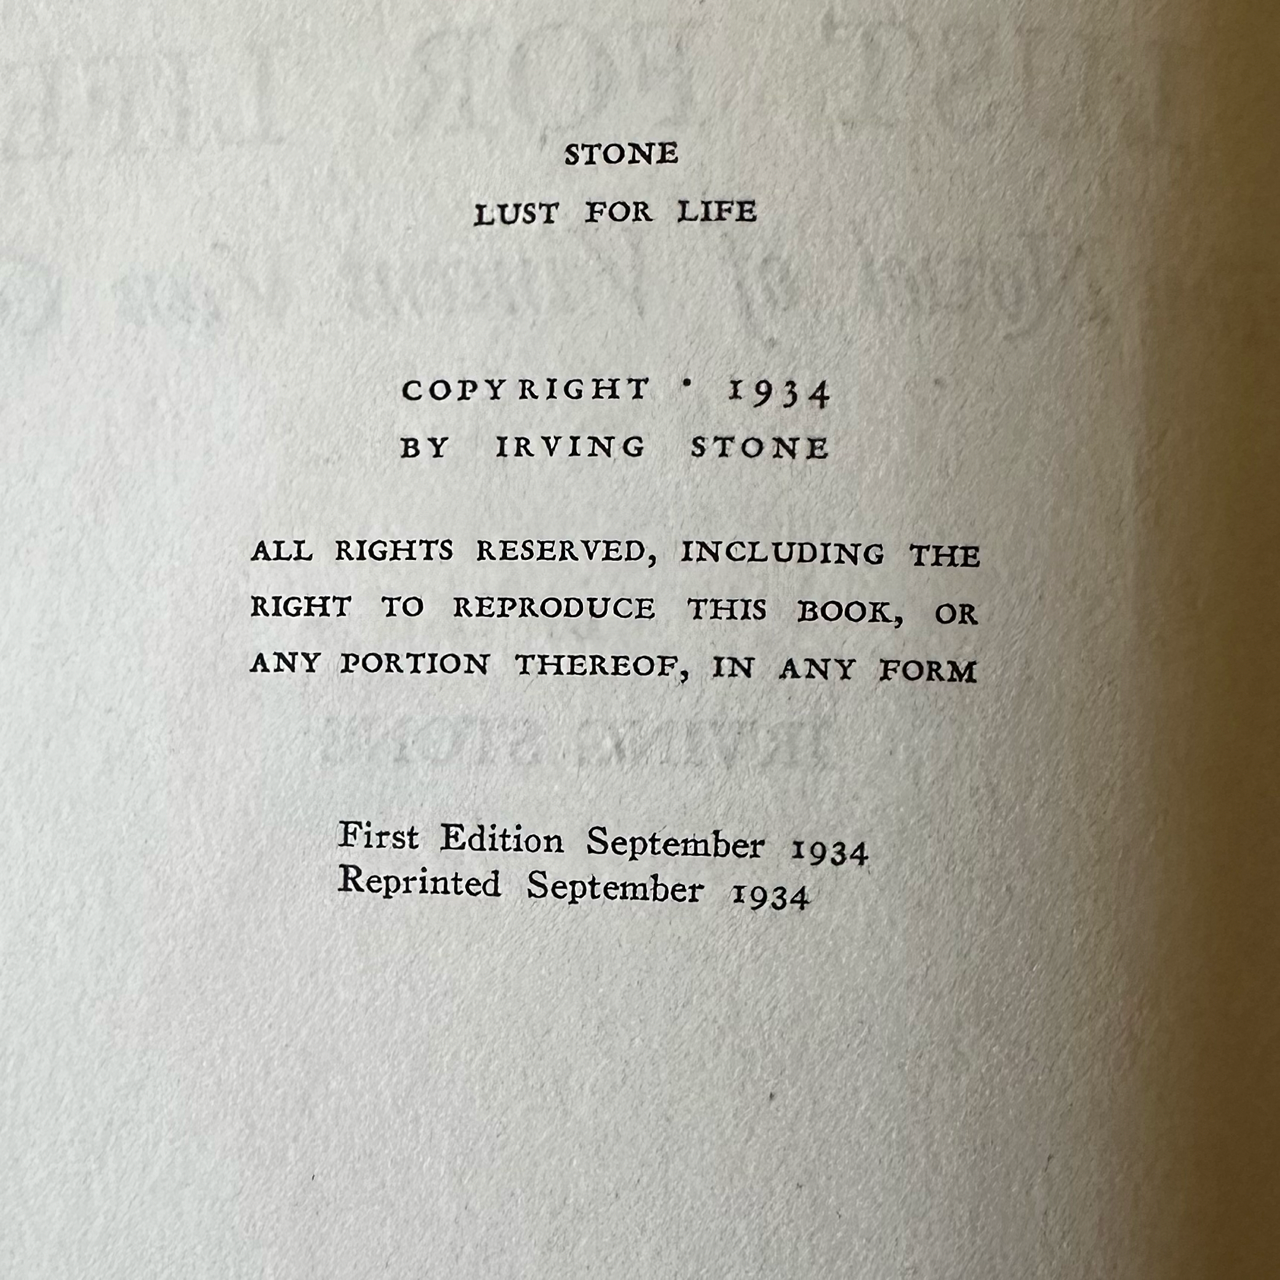 STONE
LUST FOR LIFE
COPYRIGHT · 1934
BY IRVING STONE
ALL RIGHTS RESERVED, INCLUDING THE
RIGHT TO REPRODUCE THIS BOOK, OR
ANY PORTION THEREOF, IN ANY FORM
First Edition September 1934
Reprinted September 1934